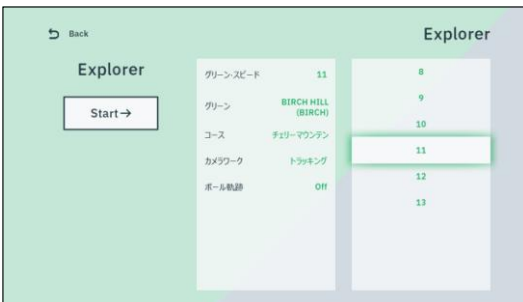 Back
Explorer
Explorer
Start→
グリーン・スピード 11
グリーン BIRCH HILL
(BIRCH)
コース チェリーマウンテン
カメラワーク トラッキング
ボール軌跡 Off
8
9
10
11
12
13